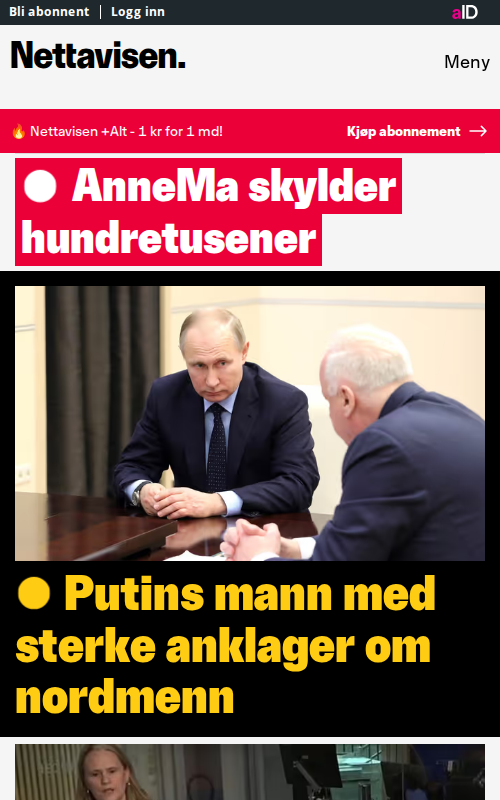 Bli abonnent | Logg inn
aID
Nettavisen.
Meny
🔥 Nettavisen +Alt - 1 kr for 1 md!
Kjøp abonnement →
AnneMa skylder
hundretusener
Putins mann med
sterke anklager om
nordmenn